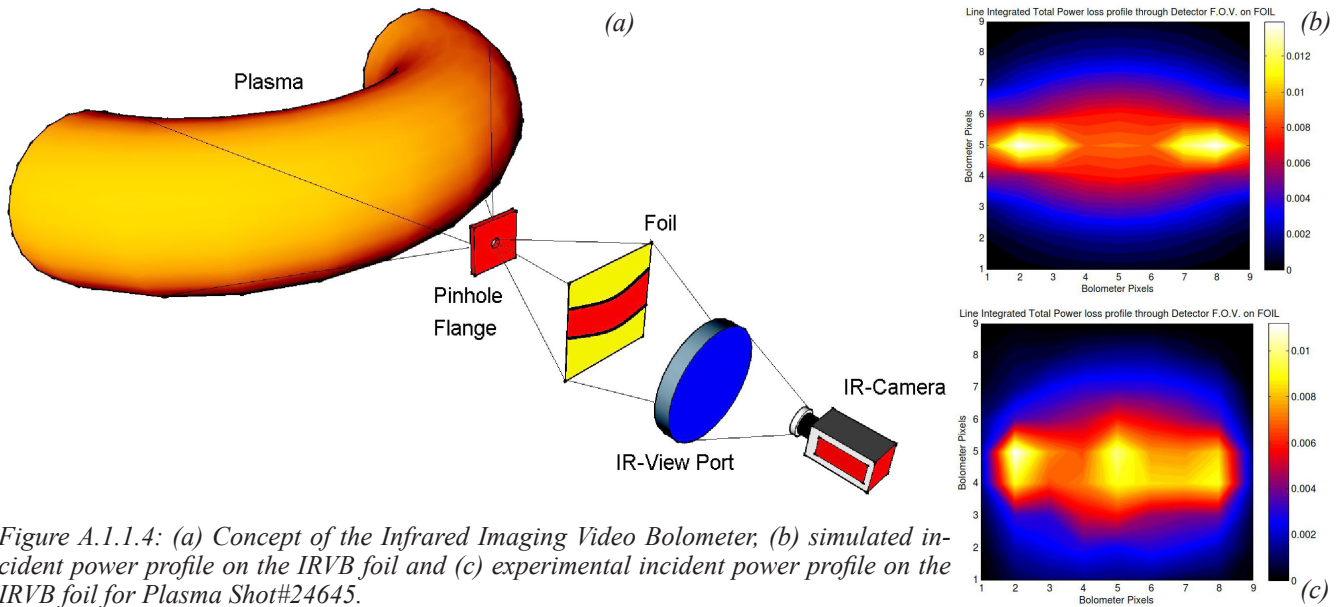 (a)
Plasma
Foil
Pinhole
Flange
IR-View Port
IR-Camera
Line Integrated Total Power loss profile through Detector F.O.V. on FOIL
(b)
9
8
7
6
5
4
3
2
1
Bolometer Pixels
1 2 3 4 5 6 7 8 9
Bolometer Pixels
0.012
0.01
0.008
0.006
0.004
0.002
0
Line Integrated Total Power loss profile through Detector F.O.V. on FOIL
9
8
7
6
5
4
3
2
1
Bolometer Pixels
1 2 3 4 5 6 7 8 9
Bolometer Pixels
0.01
0.008
0.006
0.004
0.002
0
(c)
Figure A.1.1.4: (a) Concept of the Infrared Imaging Video Bolometer, (b) simulated in-
cident power profile on the IRVB foil and (c) experimental incident power profile on the
IRVB foil for Plasma Shot#24645.